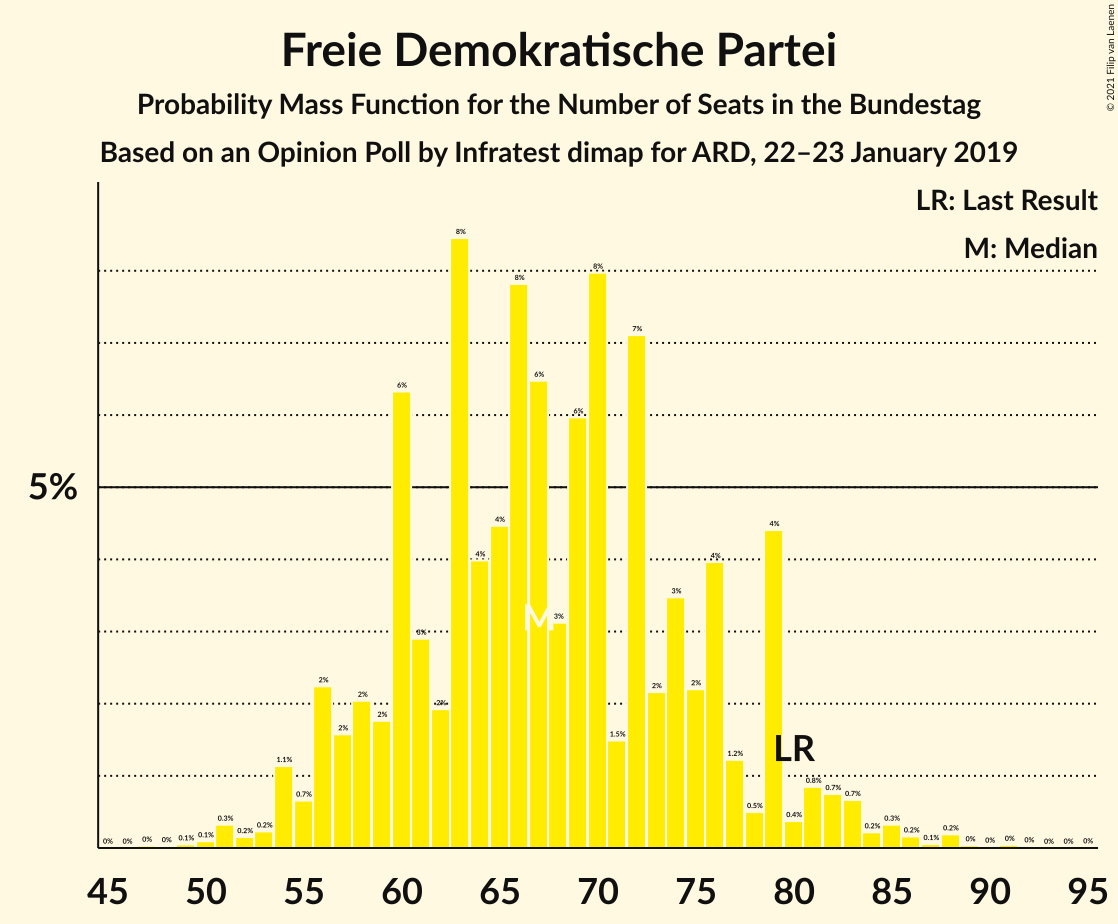 Freie Demokratische Partei
Probability Mass Function for the Number of Seats in the Bundestag
Based on an Opinion Poll by Infratest dimap for ARD, 22–23 January 2019
© 2021 Filip van Laenen
LR: Last Result
M: Median
5%
0% 0% 0% 0% 0.1% 0.1% 0.3% 0.2% 0.2% 1.1% 0.7% 2% 2% 2% 2% 6% 3% 2% 8% 4% 4% 8% 6% 3% 6% 8% 1.5% 7% 2% 3% 2% 4% 1.2% 0.5% 4% 0.4% 0.8% 0.7% 0.7% 0.2% 0.3% 0.2% 0.1% 0.2% 0% 0% 0% 0% 0% 0% 0%
M
LR
45 50 55 60 65 70 75 80 85 90 95